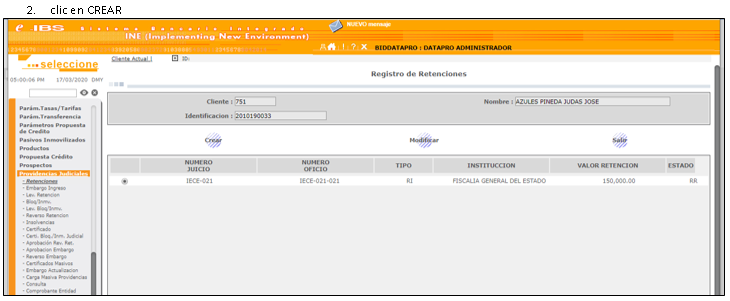 2. clic en CREAR
e IBS Sistema Bancario Integrado
NUEVO mensaje
INE (Implementing New Environment)
! ? X BIDDATAPRO : DATAPRO ADMINISTRADOR
seleccione
Cliente Actual | ID:
05:00:06 PM 17/03/2020 DMY
Registro de Retenciones
Cliente : 751
Nombre : AZULES PINEDA JUDAS JOSE
Identificacion : 2010190033
Crear Modificar Salir
NUMERO JUICIO NUMERO OFICIO TIPO INSTITUCCION VALOR RETENCION ESTADO
IECE-021 IECE-021-021 RI FISCALIA GENERAL DEL ESTADO 150,000.00 RR
Parám.Tasas/Tarifas
Parám.Transferencia
Parámetros Propuesta
de Credito
Pasivos Inmovilizados
Productos
Propuesta Crédito
Prospectos
Providencias Judiciales
- Retenciones
- Embargo Ingreso
- Lev. Retencion
- Bloq/Inmv.
- Lev. Bloq/Inmv.
- Reverso Retencion
- Insolvencias
- Certificado
- Certi. Bloq./Inm. Judicial
- Aprobación Rev. Ret.
- Aprobacion Embargo
- Reverso Embargo
- Certificados Masivos
- Embargo Actualizacion
- Carga Masiva Providencias
- Consulta
- Comprobante Entidad